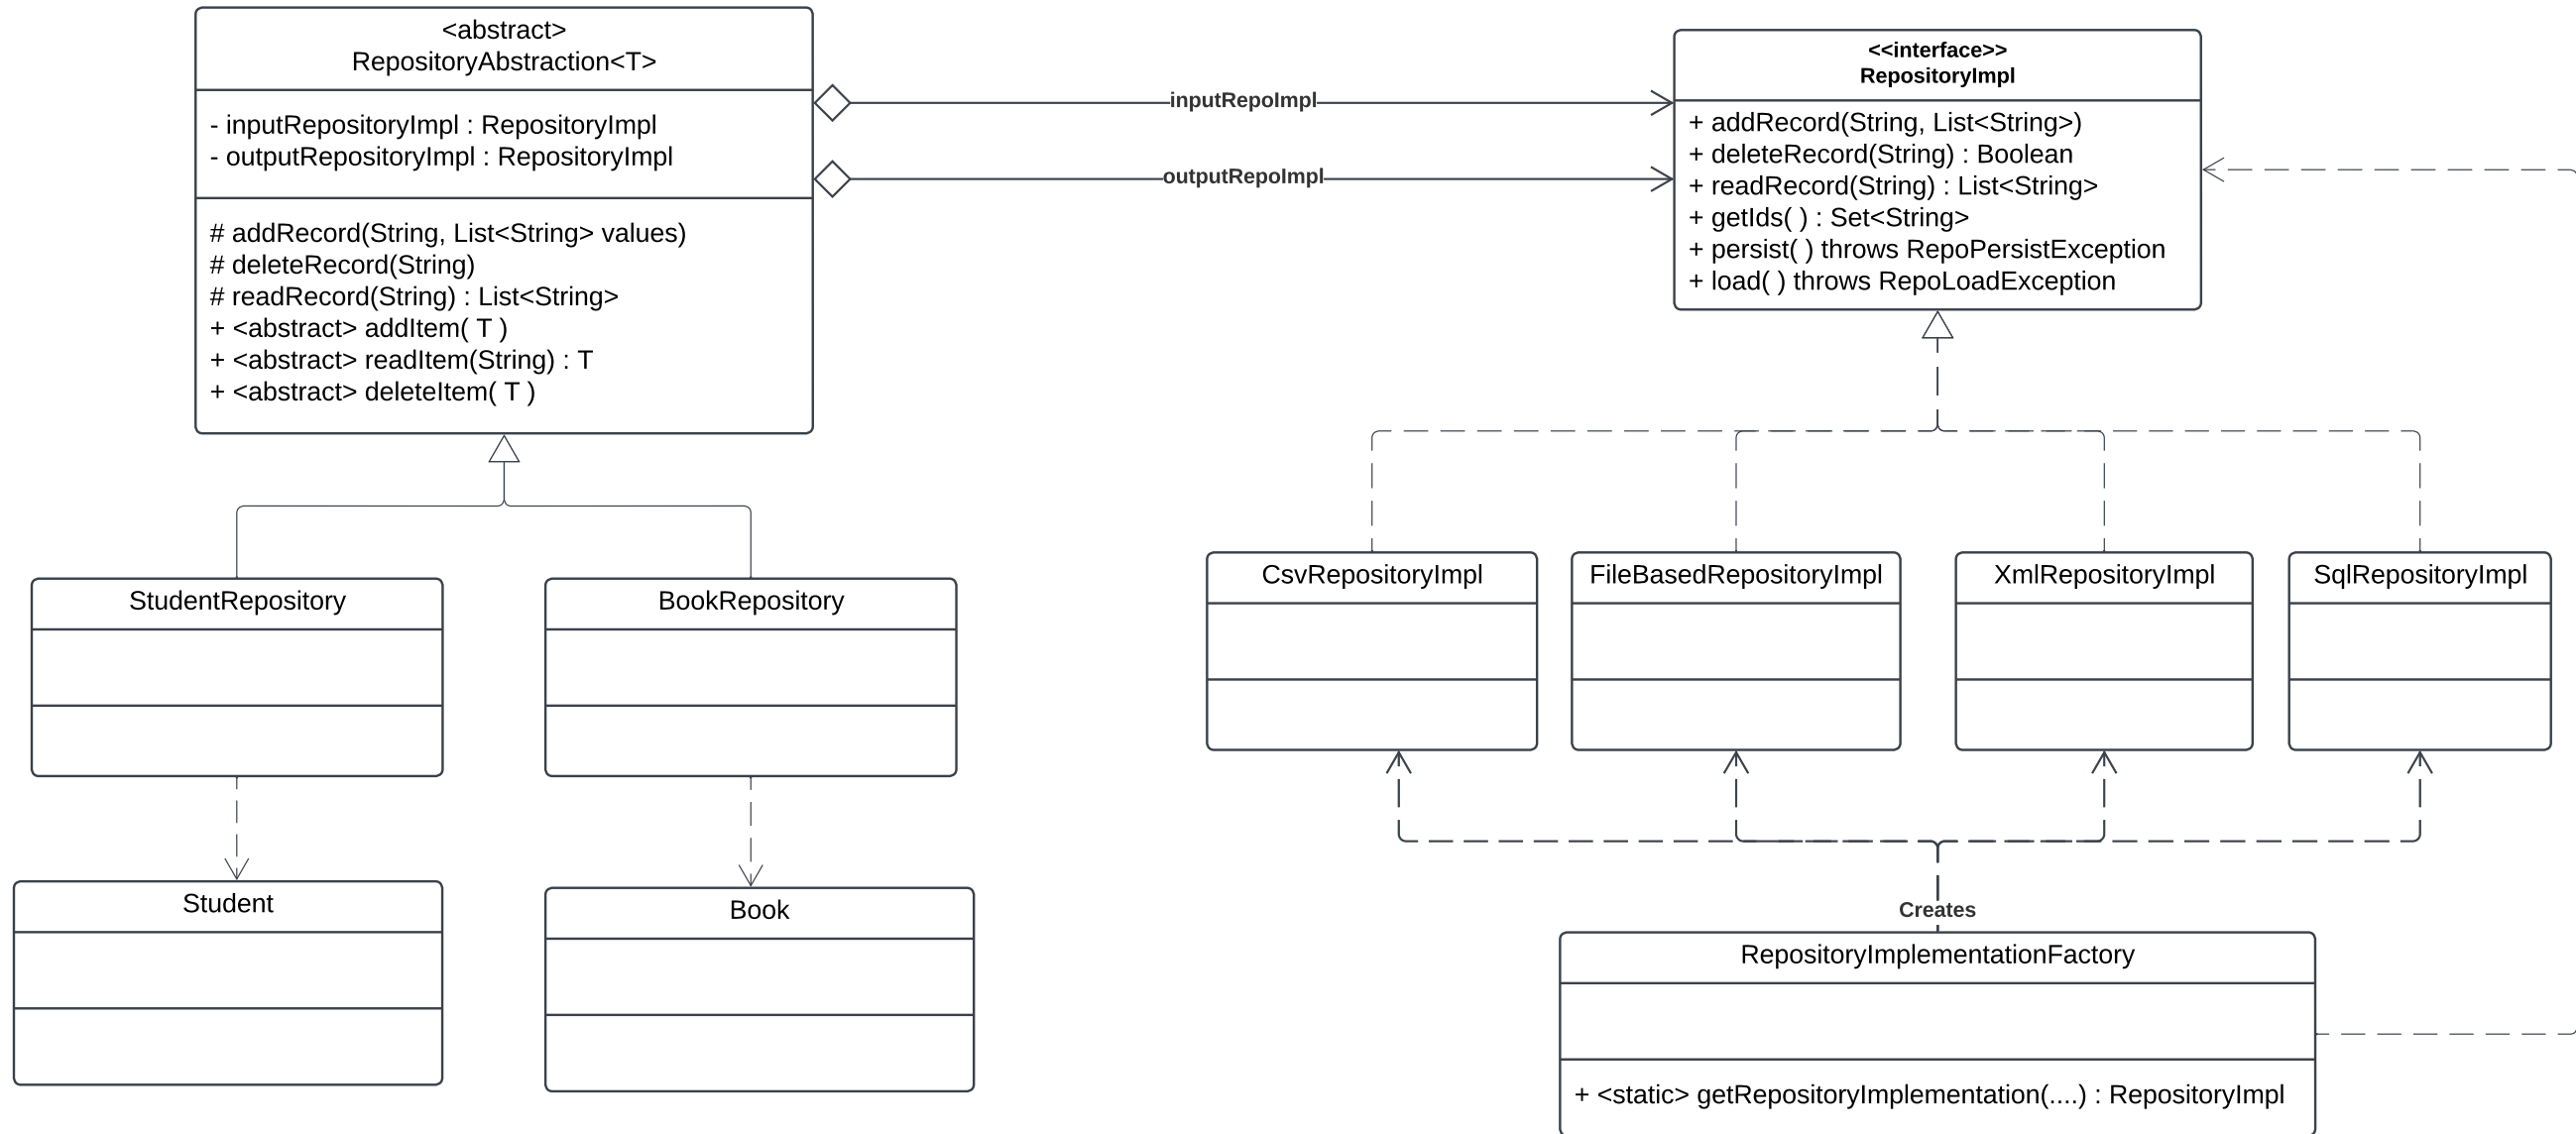 <abstract>
RepositoryAbstraction<T>
- inputRepositoryImpl : RepositoryImpl
- outputRepositoryImpl : RepositoryImpl
# addRecord(String, List<String> values)
# deleteRecord(String)
# readRecord(String) : List<String>
+ <abstract> addItem( T )
+ <abstract> readItem(String) : T
+ <abstract> deleteItem( T )
inputRepoImpl
outputRepoImpl
<<interface>>
RepositoryImpl
+ addRecord(String, List<String>)
+ deleteRecord(String) : Boolean
+ readRecord(String) : List<String>
+ getIds( ) : Set<String>
+ persist( ) throws RepoPersistException
+ load( ) throws RepoLoadException
StudentRepository
BookRepository
CsvRepositoryImpl
FileBasedRepositoryImpl
XmlRepositoryImpl
SqlRepositoryImpl
Student
Book
Creates
RepositoryImplementationFactory
+ <static> getRepositoryImplementation(....) : RepositoryImpl